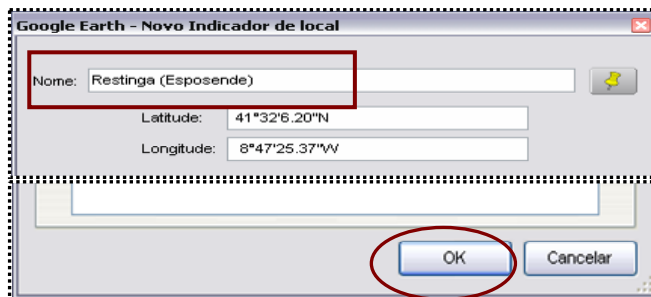 Google Earth - Novo Indicador de local
Nome: Restinga (Esposende)
Latitude: 41°32'6.20"N
Longitude: 8°47'25.37"W
OK Cancelar